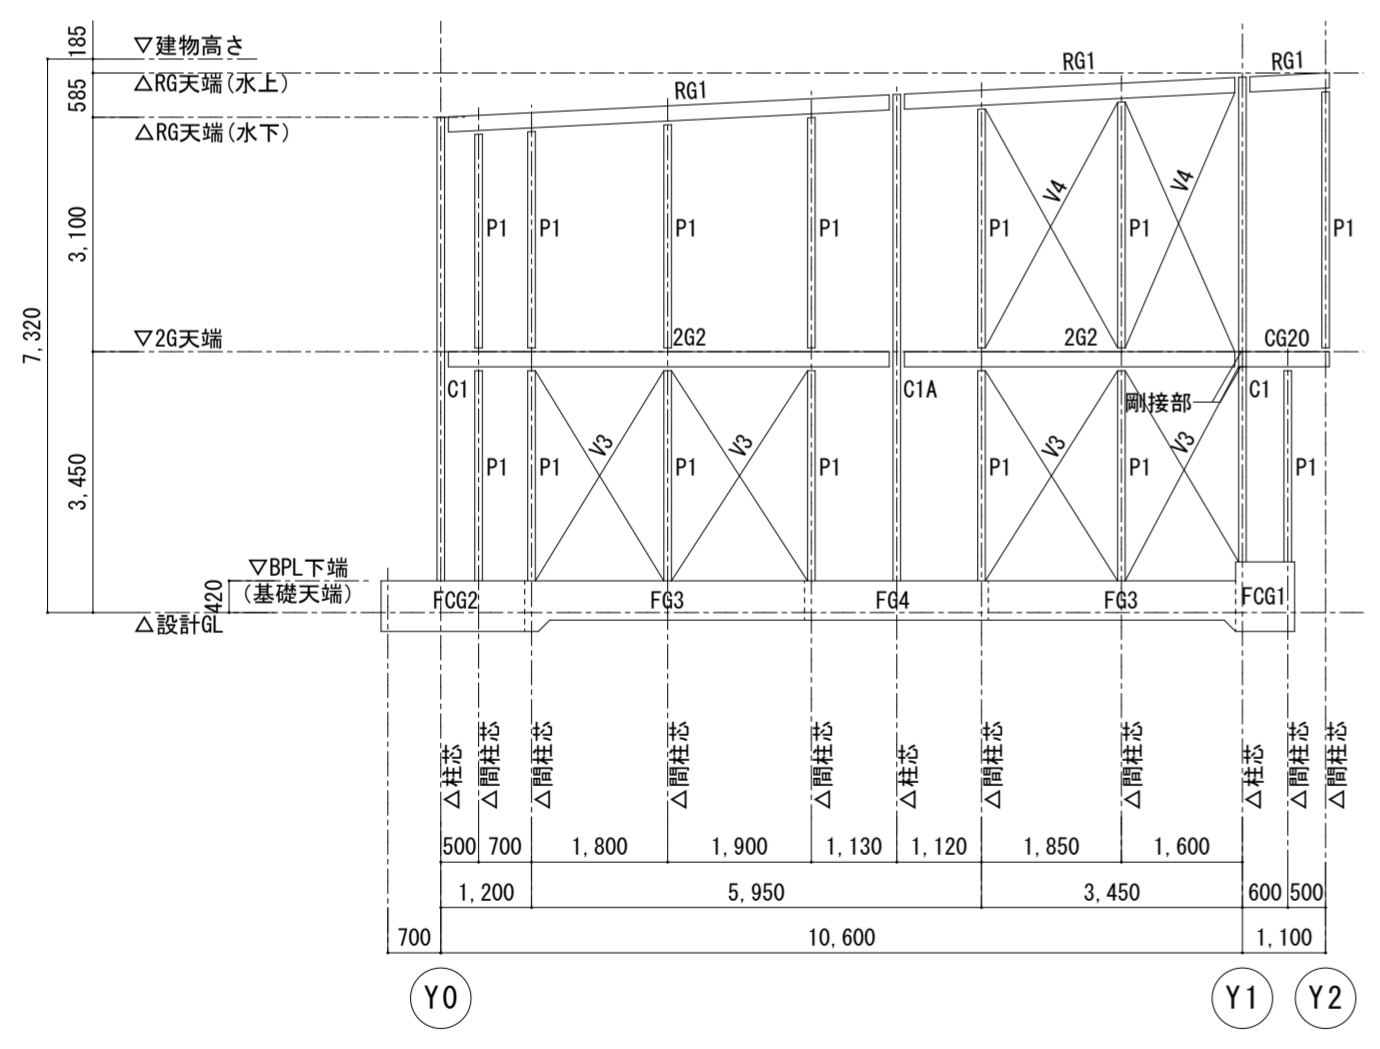 185
▽建物高さ
RG1
RG1
△RG天端(水上)
585
RG1
△RG天端(水下)
V4
V4
3,100
P1
P1
P1
P1
P1
P1
P1
7,320
▽2G天端
2G2
2G2
CG20
C1
C1A
剛接部
C1
V3
V3
V3
V3
3,450
P1
P1
P1
P1
P1
P1
P1
▽BPL下端
(基礎天端)
420
FCG2
FG3
FG4
FG3
FCG1
△設計GL
△柱芯
△間柱芯
△間柱芯
△間柱芯
△間柱芯
△柱芯
△間柱芯
△間柱芯
△柱芯
△間柱芯
△間柱芯
500
700
1,800
1,900
1,130
1,120
1,850
1,600
1,200
5,950
3,450
600
500
700
10,600
1,100
Y0
Y1
Y2